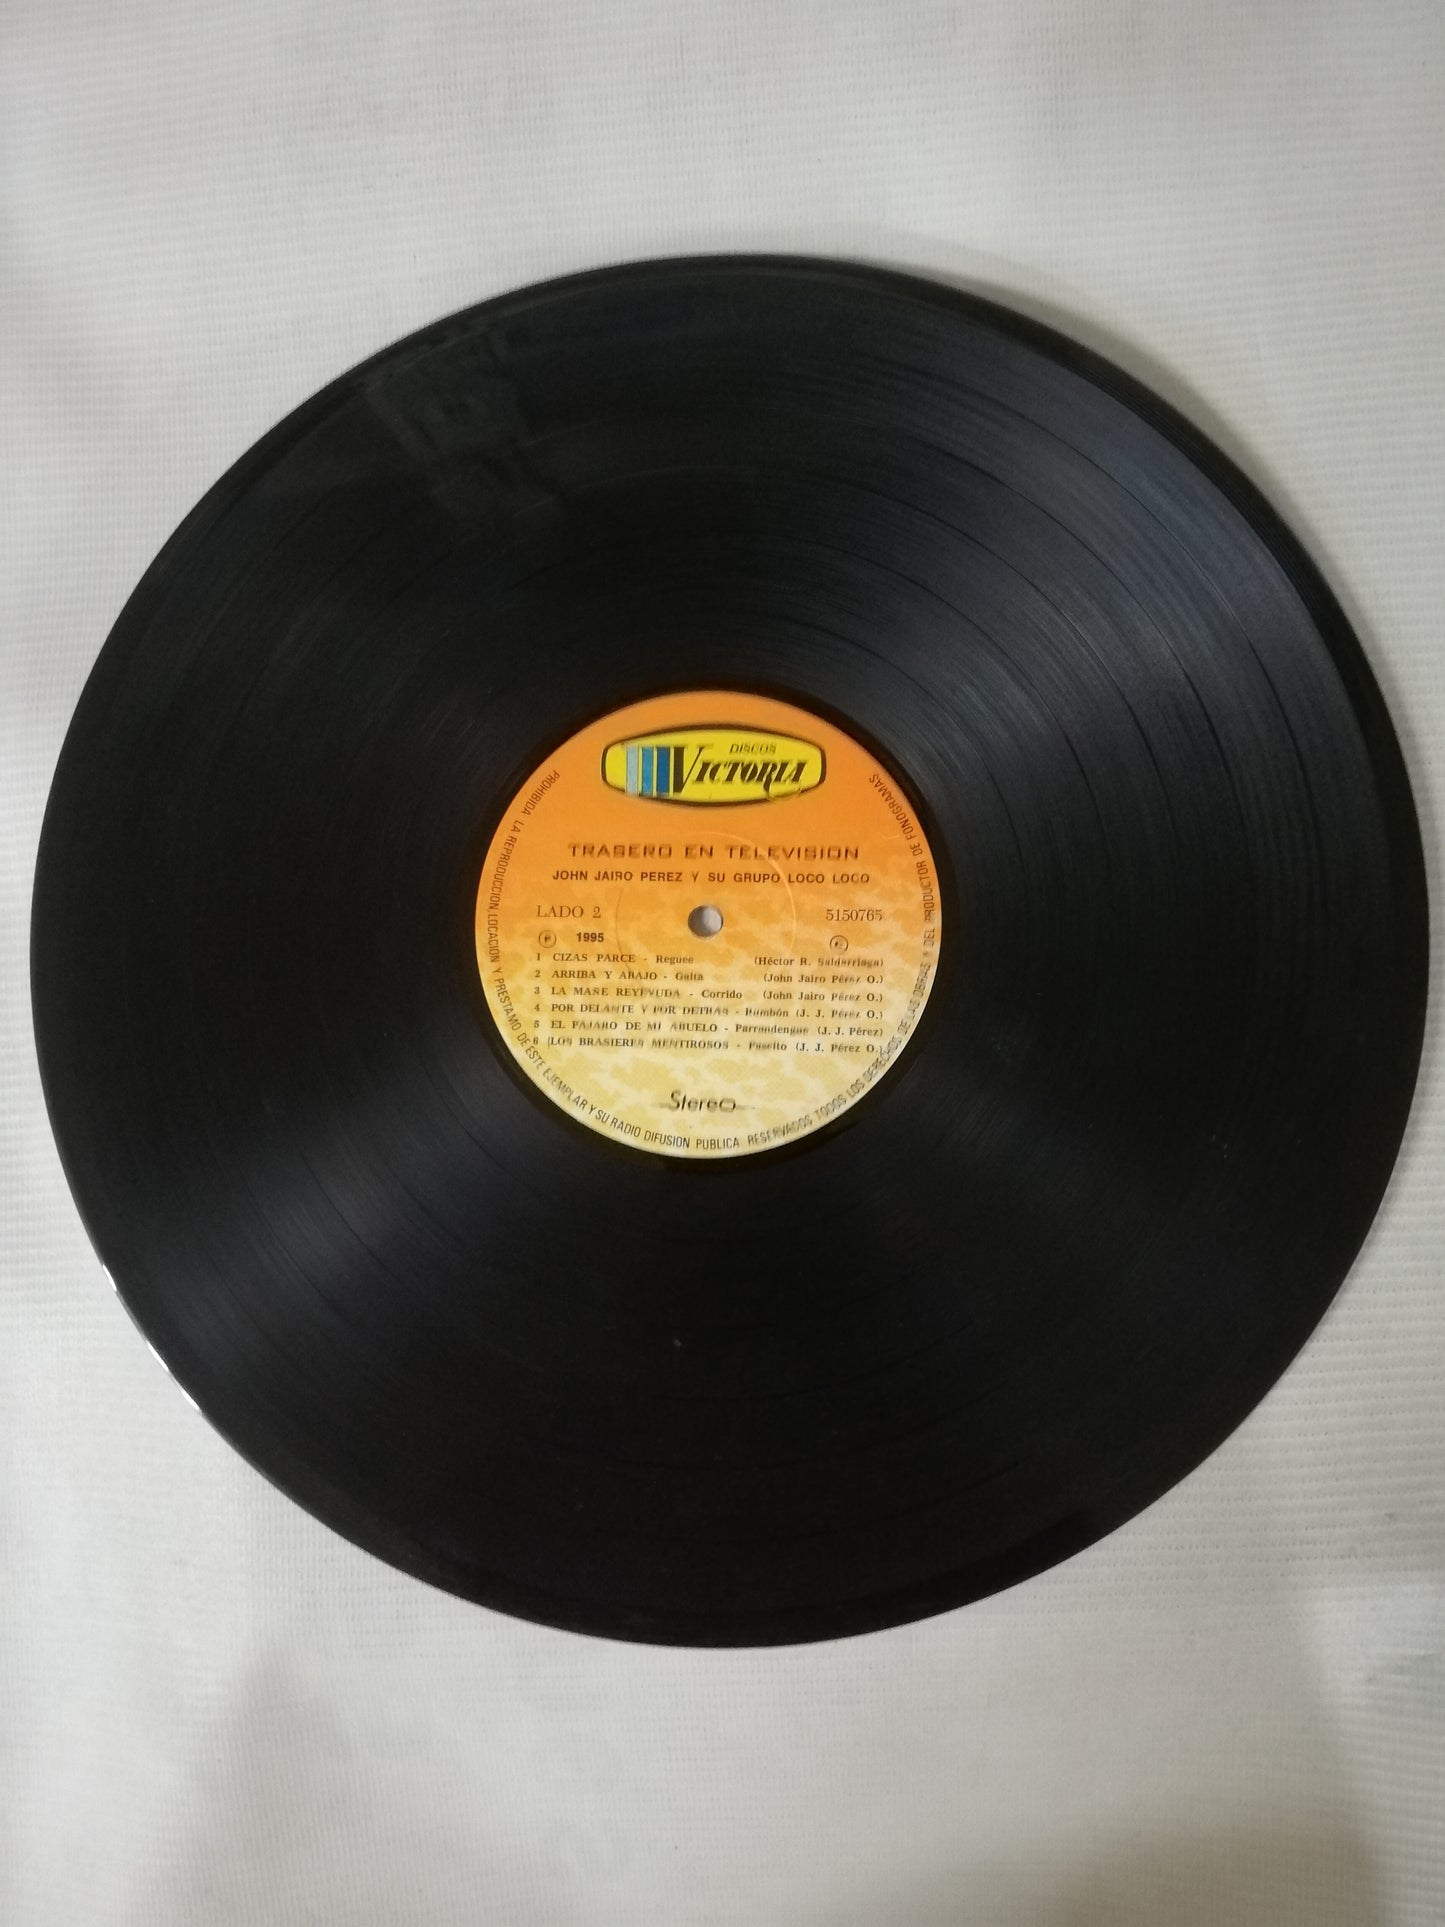 DISCOS
VICTORIA
TRASERO EN TELEVISION
JOHN JAIRO PEREZ Y SU GRUPO LOCO LOCO
LADO 2 5150765
Ⓟ 1995 Ⓟ
1 CIZAS PARCE - Reguee (Héctor R. Saldarriaga)
2 ARRIBA Y ABAJO - Gaita (John Jairo Pérez O.)
3 LA MAÑE REYEVUDA - Corrido (John Jairo Pérez O.)
4 POR DELANTE Y POR DETRAS - Rumbón (J. J. Pérez O.)
5 EL PAJARO DE MI ABUELO - Parrandengue (J. J. Pérez)
6 LOS BRASIERES MENTIROSOS - Paseito (J. J. Pérez O.)
Stereo
PROHIBIDA LA REPRODUCCION, LOCACION Y PRESTAMO DE ESTE EJEMPLAR Y SU RADIO DIFUSION PUBLICA. RESERVADOS TODOS LOS DERECHOS DE LAS OBRAS Y DEL PRODUCTOR DE FONOGRAMAS